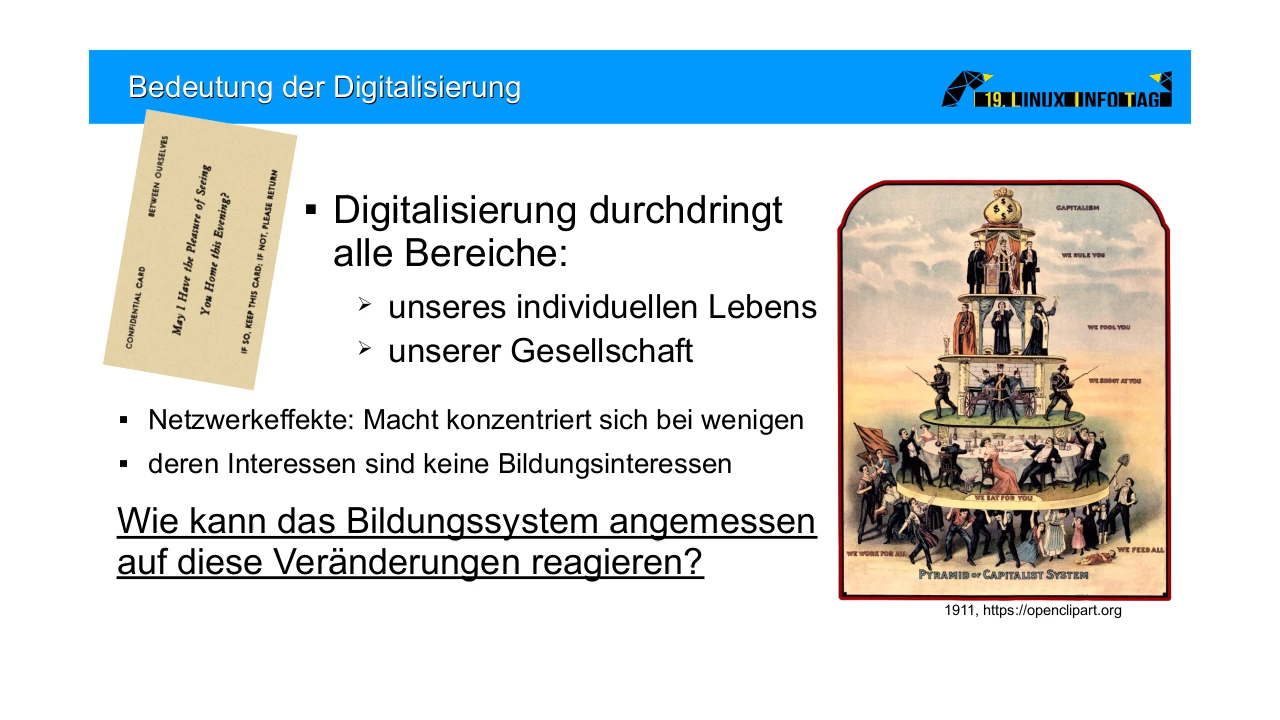 Bedeutung der Digitalisierung
19. LINUX INFOTAG
CONFIDENTIAL CARD BETWEEN OURSELVES
May I Have the Pleasure of Seeing
You Home this Evening?
IF SO, KEEP THIS CARD; IF NOT, PLEASE RETURN
▪ Digitalisierung durchdringt
alle Bereiche:
➢ unseres individuellen Lebens
➢ unserer Gesellschaft
▪ Netzwerkeffekte: Macht konzentriert sich bei wenigen
▪ deren Interessen sind keine Bildungsinteressen
Wie kann das Bildungssystem angemessen
auf diese Veränderungen reagieren?
CAPITALISM
WE RULE YOU
WE FOOL YOU
WE SHOOT AT YOU
WE EAT FOR YOU
WE WORK FOR ALL
WE FEED ALL
PYRAMID OF CAPITALIST SYSTEM
1911, https://openclipart.org